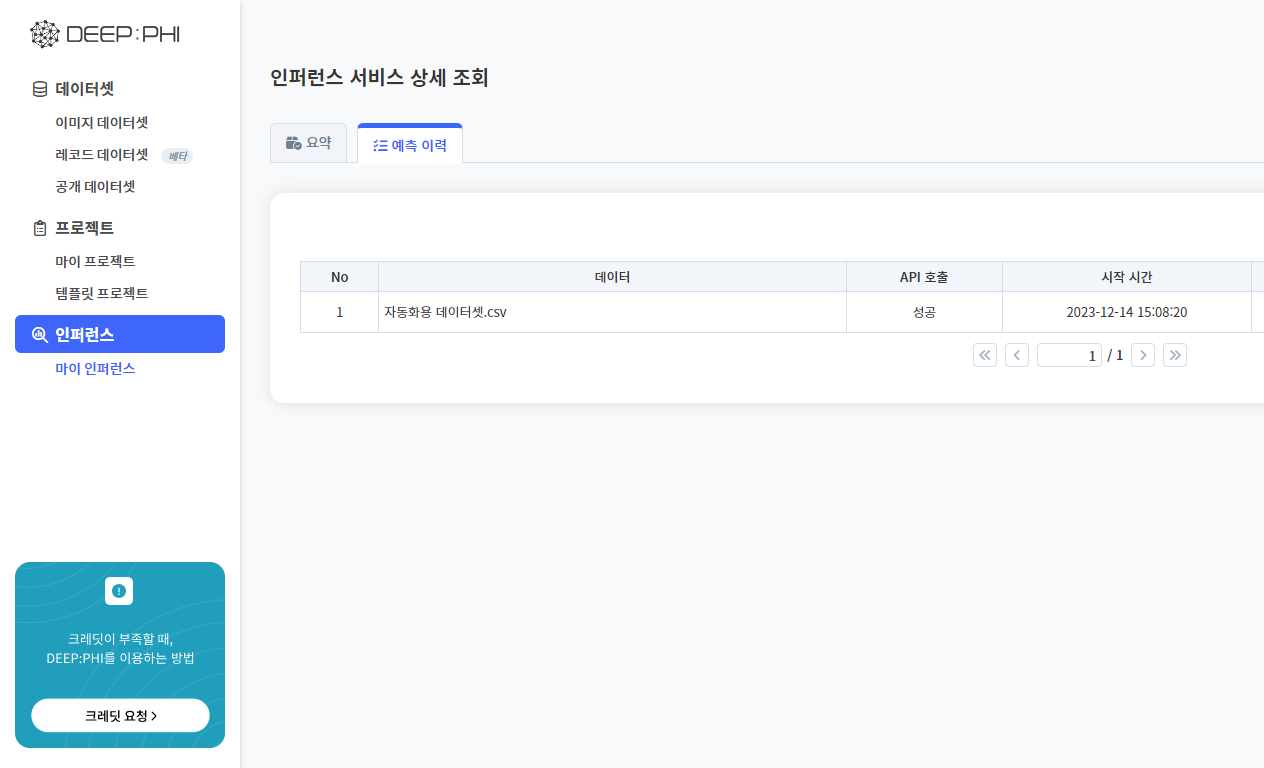 DEEP:PHI
데이터셋
이미지 데이터셋
레코드 데이터셋 베타
공개 데이터셋
프로젝트
마이 프로젝트
템플릿 프로젝트
인퍼런스
마이 인퍼런스
크레딧이 부족할 때,
DEEP:PHI를 이용하는 방법
크레딧 요청 >
인퍼런스 서비스 상세 조회
요약 예측 이력
No 데이터 API 호출 시작 시간
1 자동화용 데이터셋.csv 성공 2023-12-14 15:08:20
1 / 1